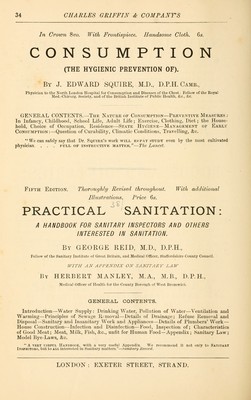 34 CHARLES GRIFFIN & COMPANY'S
In Crown 8vo. With Frontispiece. Handsome Cloth. 6s.
CONSUMPTION
(THE HYGIENIC PREVENTION OF).
By J. EDWARD SQUIRE, M.D., D.P.H. CAMB.,
Physician to the North London Hospital for Consumption and Diseases of the Chest; Fellow of the Royal
Med.-Chirurg. Society; and of the British Institute of Public Health, &c., &c.
GENERAL CONTENTS.—THE NATURE OF CONSUMPTION—PREVENTIVE MEASURES:
In Infancy, Childhood, School Life, Adult Life; Exercise, Clothing, Diet; the House-
hold, Choice of Occupation, Residence—STATE HYGIENE—MANAGEMENT OF EARLY
CONSUMPTION:—Question of Curability, Climatic Conditions, Travelling, &c.
"We can safely say that Dr. SQUIRE'S work will REPAY STUDY even by the most cultivated
physician. . . . FULL OF INSTRUCTIVE MATTER."—The Lancet.
FIFTH EDITION. Thoroughly Revised throughout. With additional
Illustrations, Price 6s.
PRACTICAL SANITATION:
A HANDBOOK FOR SANITARY INSPECTORS AND OTHERS
INTERESTED IN SANITATION.
By GEORGE REID, M.D., D.P.H.,
Fellow of the Sanitary Institute of Great Britain, and Medical Officer, Staffordshire County Council.
WITH AN APPENDIX ON SANITARY LAW
By HERBERT MANLEY, M.A., M.B., D.P.H.,
Medical Officer of Health for the County Borough of West Bromwich.
GENERAL CONTENTS.
Introduction—Water Supply: Drinking Water, Pollution of Water—Ventilation and
Warming—Principles of Sewage Removal—Details of Drainage; Refuse Removal and
Disposal—Sanitary and Insanitary Work and Appliances—Details of Plumbers' Work—
House Construction—Infection and Disinfection—Food, Inspection of; Characteristics
of Good Meat; Meat, Milk, Fish, &c., unfit for Human Food—Appendix; Sanitary Law;
Model Bye-Laws, &c.
"A VERY USEFUL HANDBOOK, with a very useful Appendix. We recommend it not only to SANITARY
INSPECTORS, but to ALL interested in Sanitary matters."—Sanitary Record.
LONDON: EXETER STREET, STRAND.